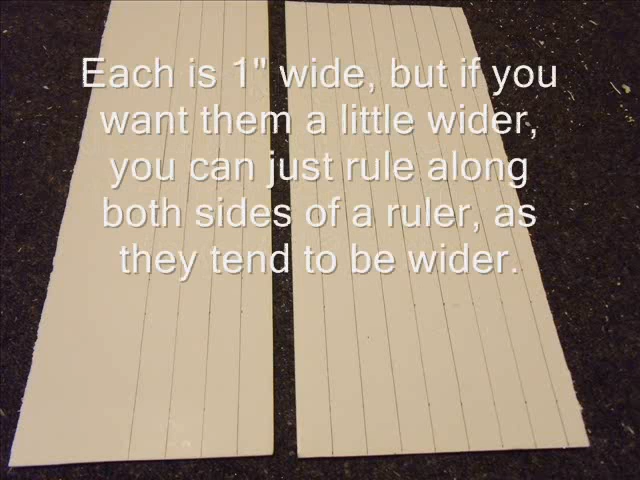 Each is 1" wide, but if you
want them a little wider,
you can just rule along
both sides of a ruler, as
they tend to be wider.